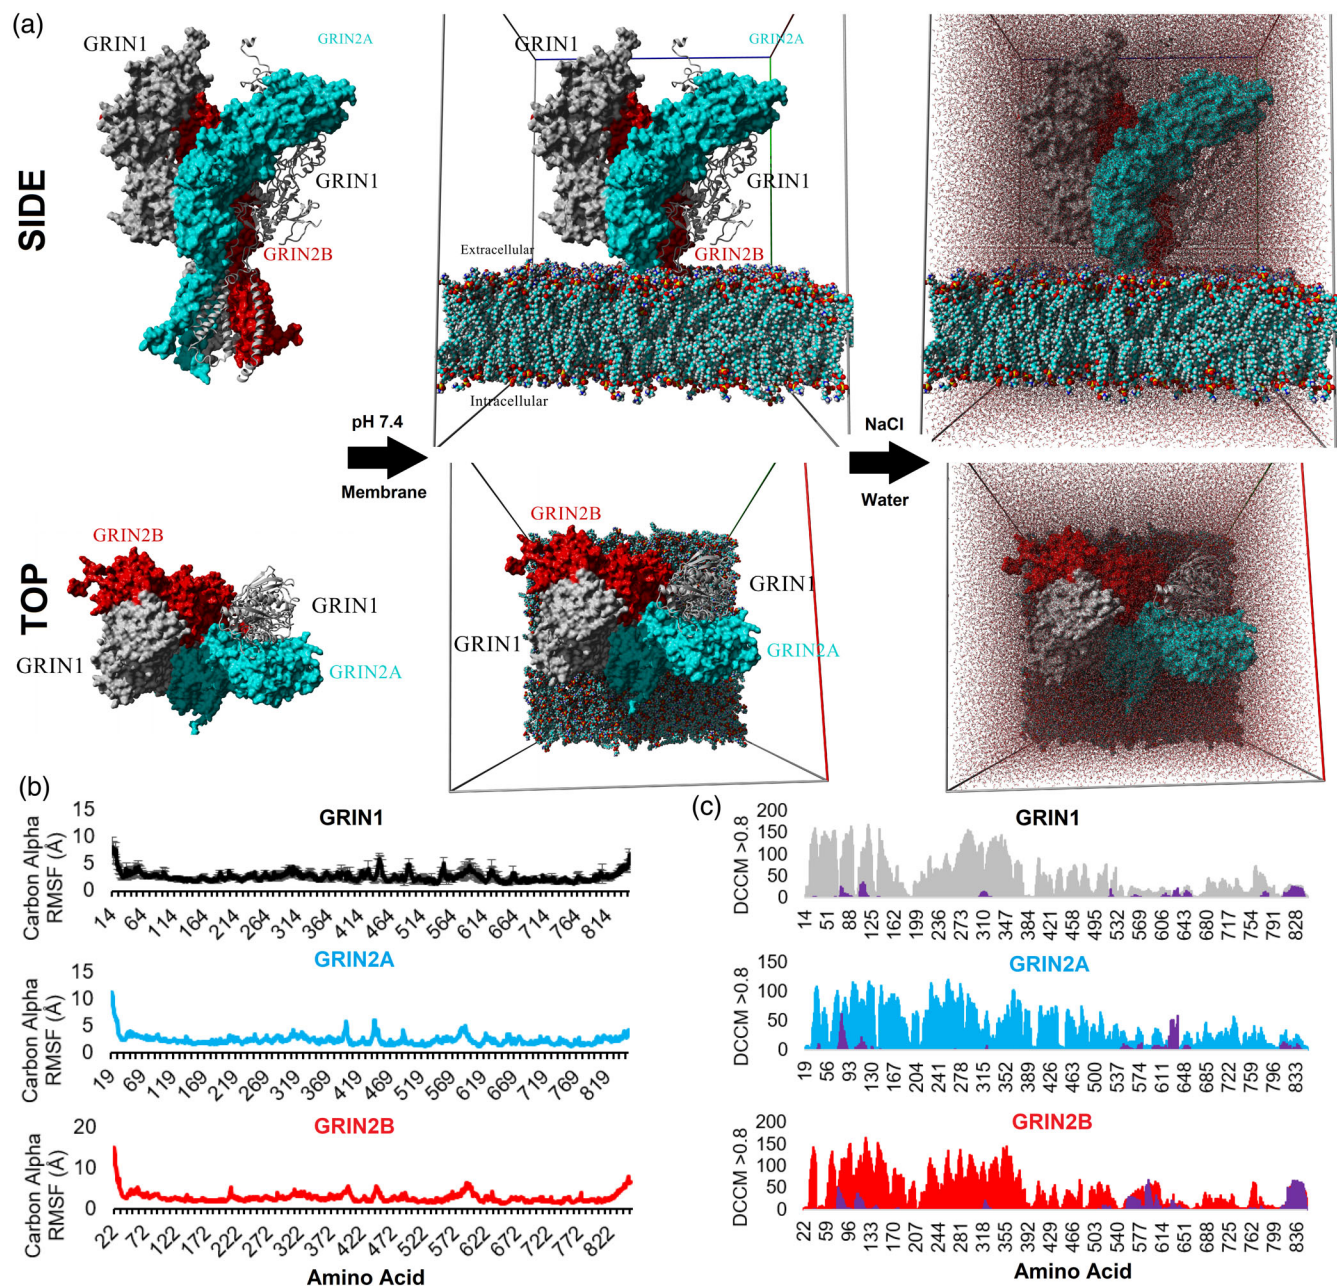 (a)
SIDE
GRIN1
GRIN2A
GRIN1
GRIN2B
GRIN1
GRIN2A
GRIN1
Extracellular
GRIN2B
Intracellular
pH 7.4
Membrane
NaCl
Water
TOP
GRIN2B
GRIN1
GRIN1
GRIN2A
GRIN2B
GRIN1
GRIN1
GRIN2A
(b)
GRIN1
Carbon Alpha
RMSF (Å)
15
10
5
0
14 64 114 164 214 264 314 364 414 464 514 564 614 664 714 764 814
GRIN2A
Carbon Alpha
RMSF (Å)
15
10
5
0
19 69 119 169 219 269 319 369 419 469 519 569 619 669 719 769 819
GRIN2B
Carbon Alpha
RMSF (Å)
20
10
0
22 72 122 172 222 272 322 372 422 472 522 572 622 672 722 772 822
Amino Acid
(c)
GRIN1
DCCM >0.8
200
150
100
50
0
14 51 88 125 162 199 236 273 310 347 384 421 458 495 532 569 606 643 680 717 754 791 828
GRIN2A
DCCM >0.8
150
100
50
0
19 56 93 130 167 204 241 278 315 352 389 426 463 500 537 574 611 648 685 722 759 796 833
GRIN2B
DCCM >0.8
200
150
100
50
0
22 59 96 133 170 207 244 281 318 355 392 429 466 503 540 577 614 651 688 725 762 799 836
Amino Acid